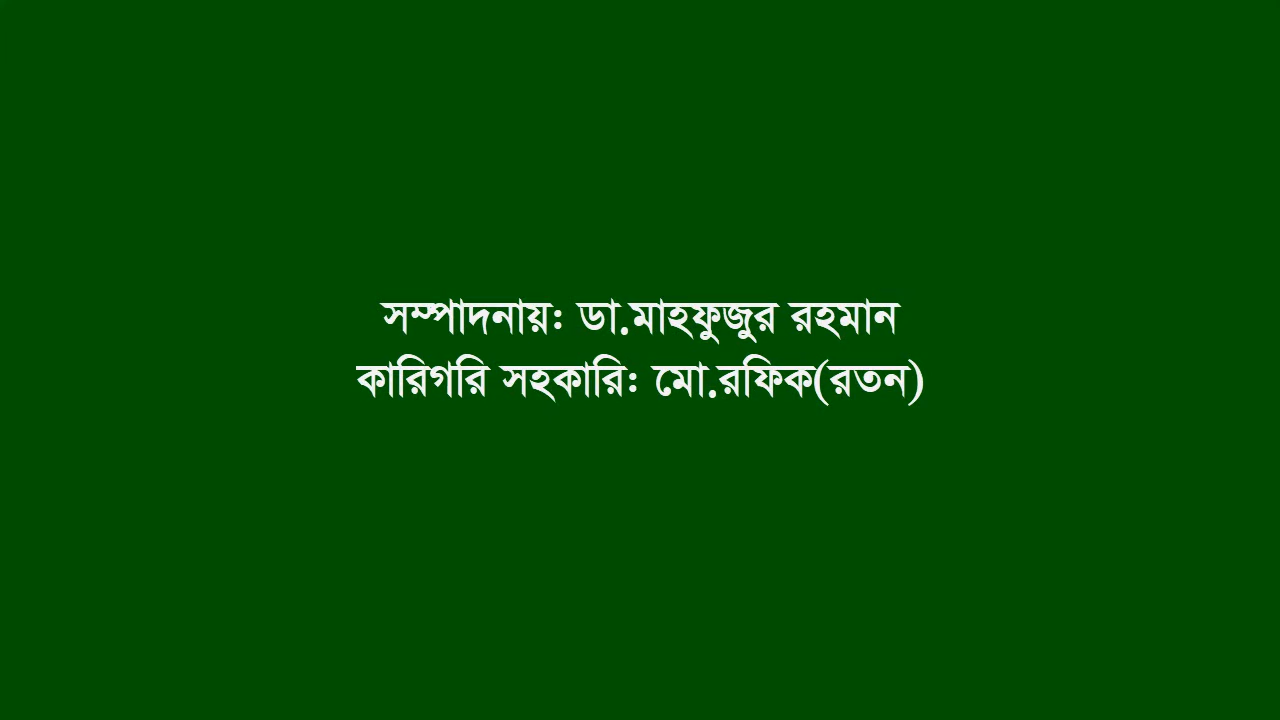 সম্পাদনায়: ডা.মাহফুজুর রহমান
কারিগরি সহকারি: মো.রফিক(রতন)